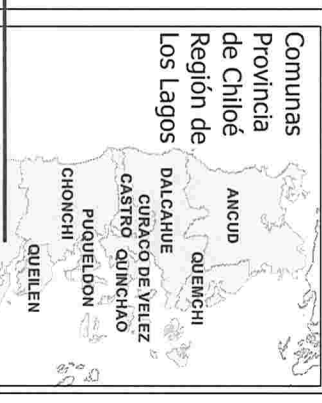 Comunas
Provincia
de Chiloé
Región de
Los Lagos
ANCUD
QUEMCHI
DALCAHUE
CURACO DE VELEZ
CASTRO QUINCHAO
PUQUELDON
CHONCHI
QUEILEN